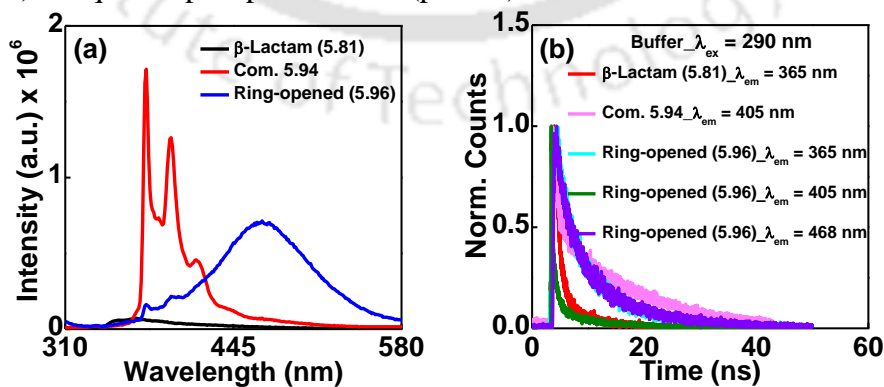 (a)
β-Lactam (5.81)
Com. 5.94
Ring-opened (5.96)
Intensity (a.u.) x 10⁶
2
1
0
310 445 580
Wavelength (nm)
(b)
Buffer_λex = 290 nm
β-Lactam (5.81)_λem = 365 nm
Com. 5.94_λem = 405 nm
Ring-opened (5.96)_λem = 365 nm
Ring-opened (5.96)_λem = 405 nm
Ring-opened (5.96)_λem = 468 nm
Norm. Counts
1.0
0.5
0.0
0 20 40 60
Time (ns)
of Technology